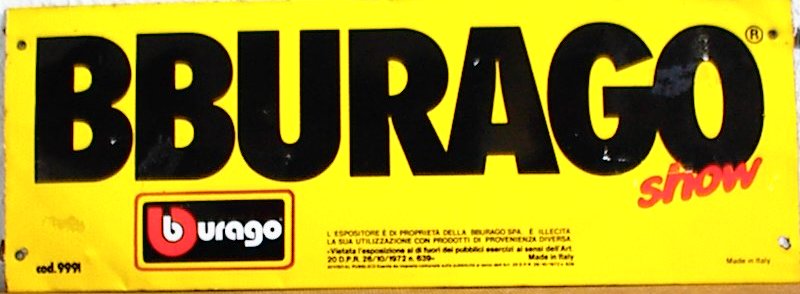 BBURAGO®
show
burago
L'ESPOSITORE È DI PROPRIETÀ DELLA BBURAGO SPA. È ILLECITA
LA SUA UTILIZZAZIONE CON PRODOTTI DI PROVENIENZA DIVERSA
«Vietata l'esposizione al di fuori dei pubblici esercizi ai sensi dell'Art.
20 D.P.R. 26/10/1972 n. 639» Made in Italy
cod.9991
Made in Italy